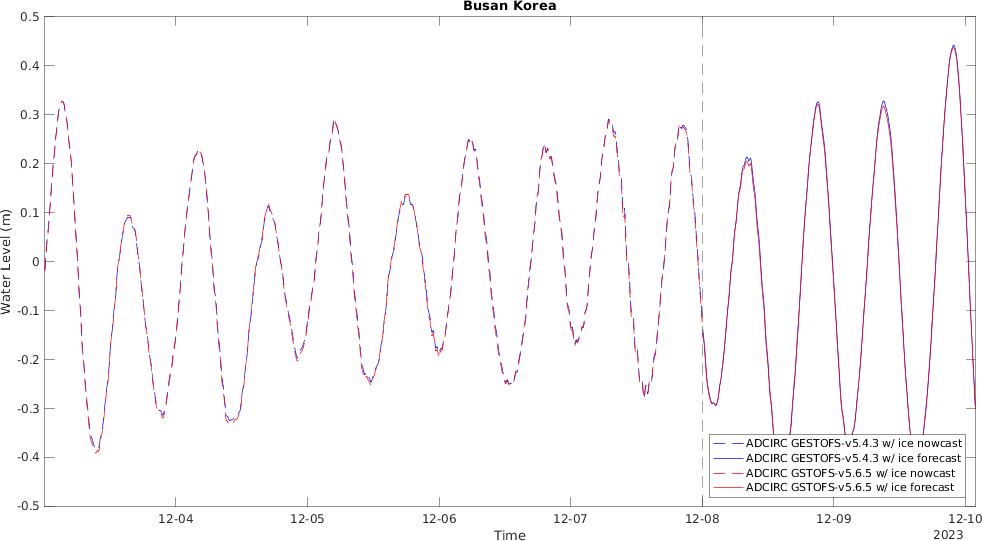 Busan Korea
0.5
0.4
0.3
0.2
0.1
0
-0.1
-0.2
-0.3
-0.4
-0.5
Water Level (m)
12-04
12-05
12-06
12-07
12-08
12-09
12-10
Time
2023
ADCIRC GESTOFS-v5.4.3 w/ ice nowcast
ADCIRC GESTOFS-v5.4.3 w/ ice forecast
ADCIRC GSTOFS-v5.6.5 w/ ice nowcast
ADCIRC GSTOFS-v5.6.5 w/ ice forecast